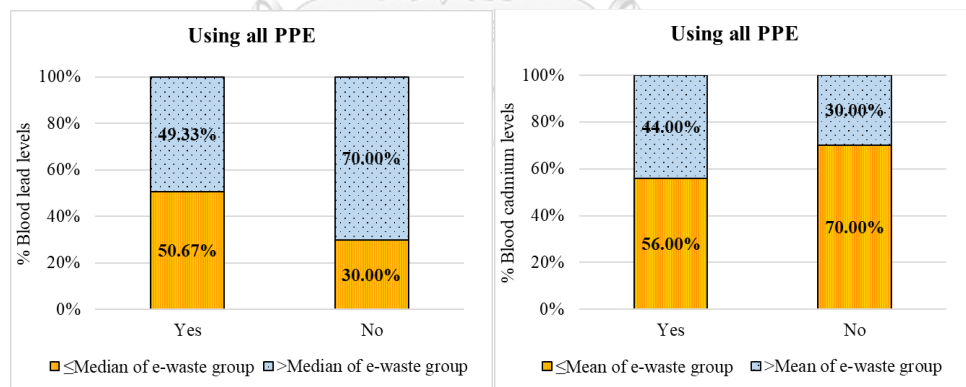 Using all PPE
% Blood lead levels
100%
80%
60%
40%
20%
0%
49.33%
70.00%
50.67%
30.00%
Yes No
≤Median of e-waste group >Median of e-waste group
Using all PPE
% Blood cadmium levels
100%
80%
60%
40%
20%
0%
44.00%
30.00%
56.00%
70.00%
Yes No
≤Mean of e-waste group >Mean of e-waste group